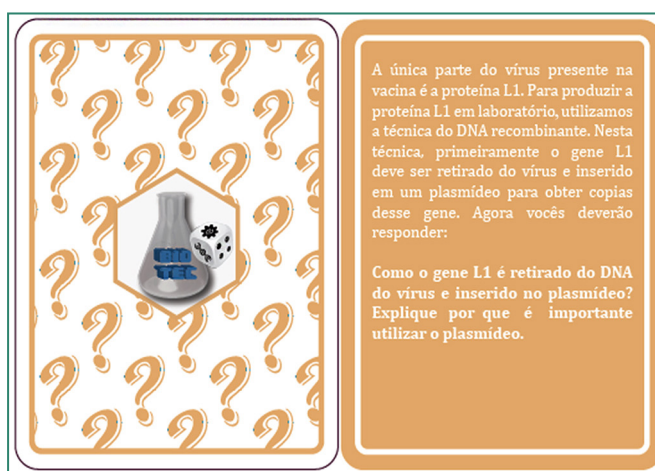 BIO
TEC
A única parte do vírus presente na
vacina é a proteína L1. Para produzir a
proteína L1 em laboratório, utilizamos
a técnica do DNA recombinante. Nesta
técnica, primeiramente o gene L1
deve ser retirado do vírus e inserido
em um plasmídeo para obter copias
desse gene. Agora vocês deverão
responder:
Como o gene L1 é retirado do DNA
do vírus e inserido no plasmídeo?
Explique por que é importante
utilizar o plasmídeo.